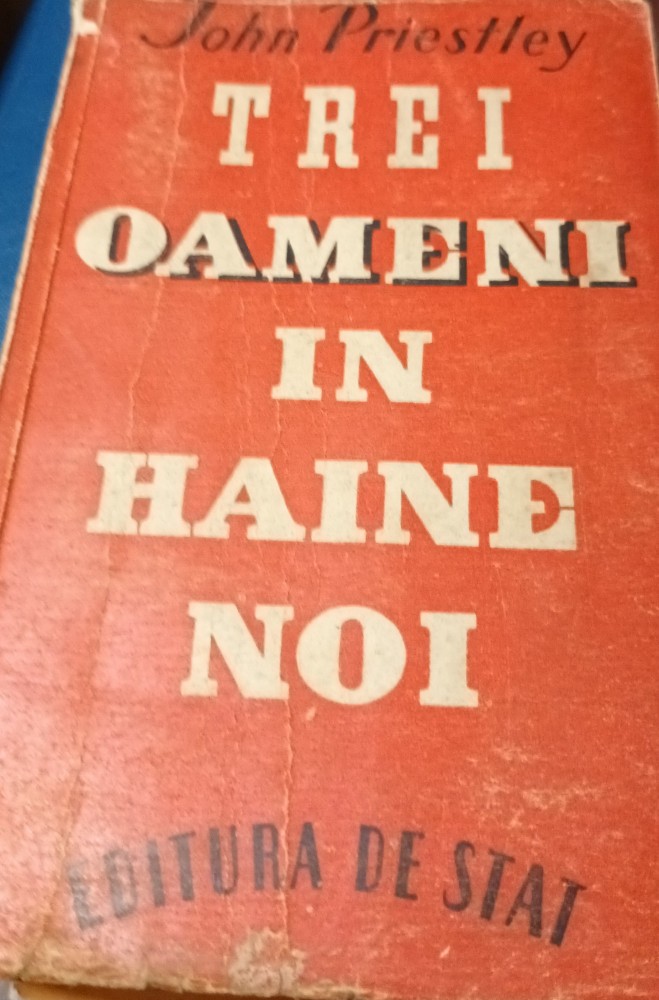 John Priestley
TREI
OAMENI
IN
HAINE
NOI
EDITURA DE STAT